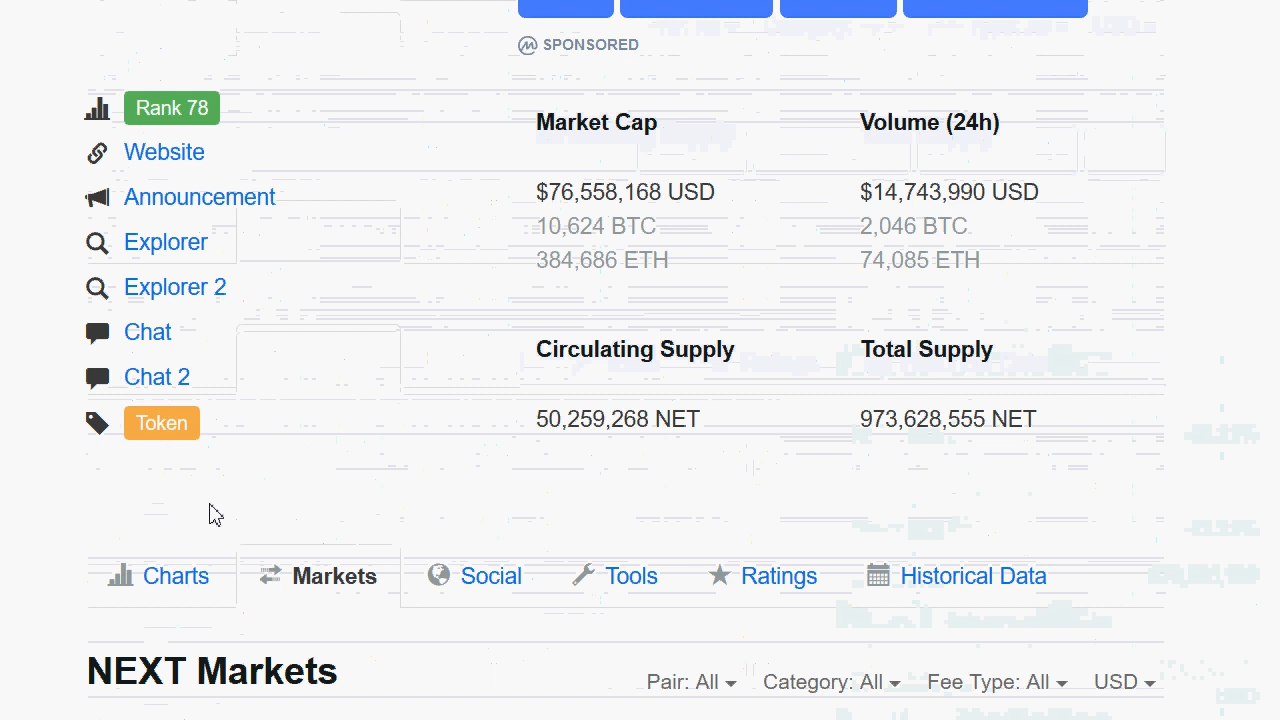 SPONSORED
Rank 78
Website
Announcement
Explorer
Explorer 2
Chat
Chat 2
Token
Market Cap
$76,558,168 USD
10,624 BTC
384,686 ETH
Volume (24h)
$14,743,990 USD
2,046 BTC
74,085 ETH
Circulating Supply
50,259,268 NET
Total Supply
973,628,555 NET
Charts Markets Social Tools Ratings Historical Data
NEXT Markets
Pair: All Category: All Fee Type: All USD